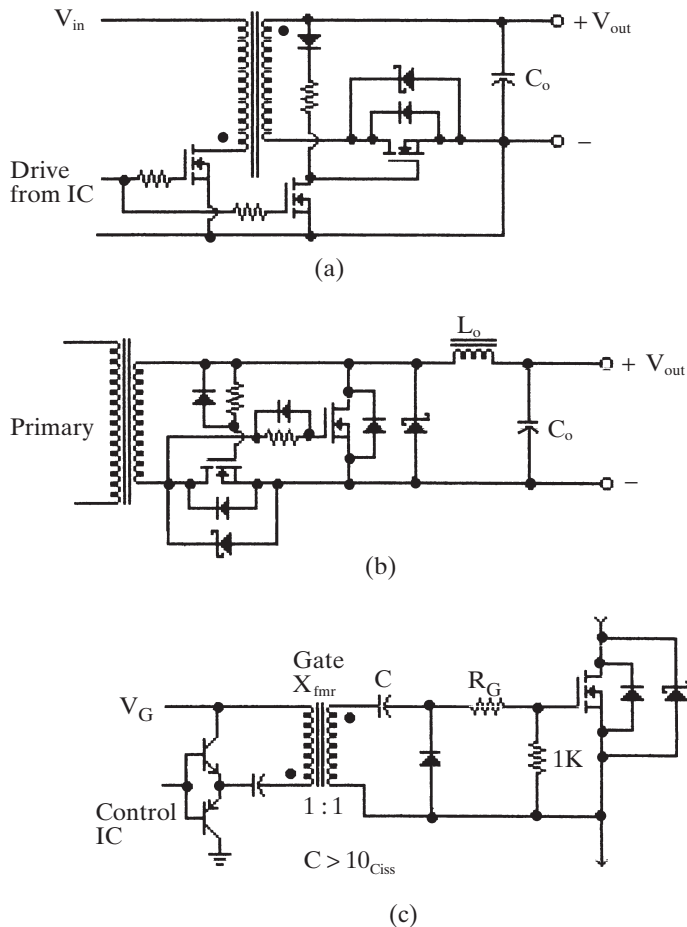 V_in
+ V_out
C_o
−
Drive
from IC
(a)
L_o
+ V_out
Primary
C_o
−
(b)
Gate
X_fmr
C
R_G
V_G
1K
Control
IC
1 : 1
C > 10_Ciss
(c)